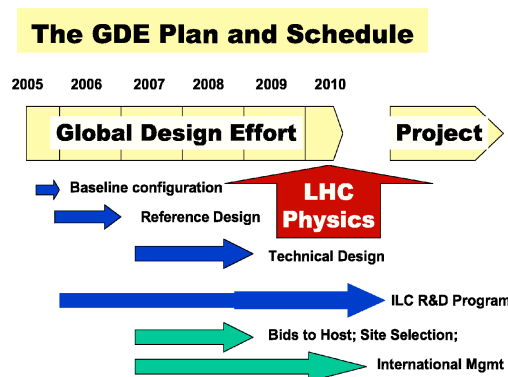 The GDE Plan and Schedule
2005 2006 2007 2008 2009 2010
Global Design Effort Project
LHC
Physics
Baseline configuration
Reference Design
Technical Design
ILC R&D Program
Bids to Host; Site Selection;
International Mgmt